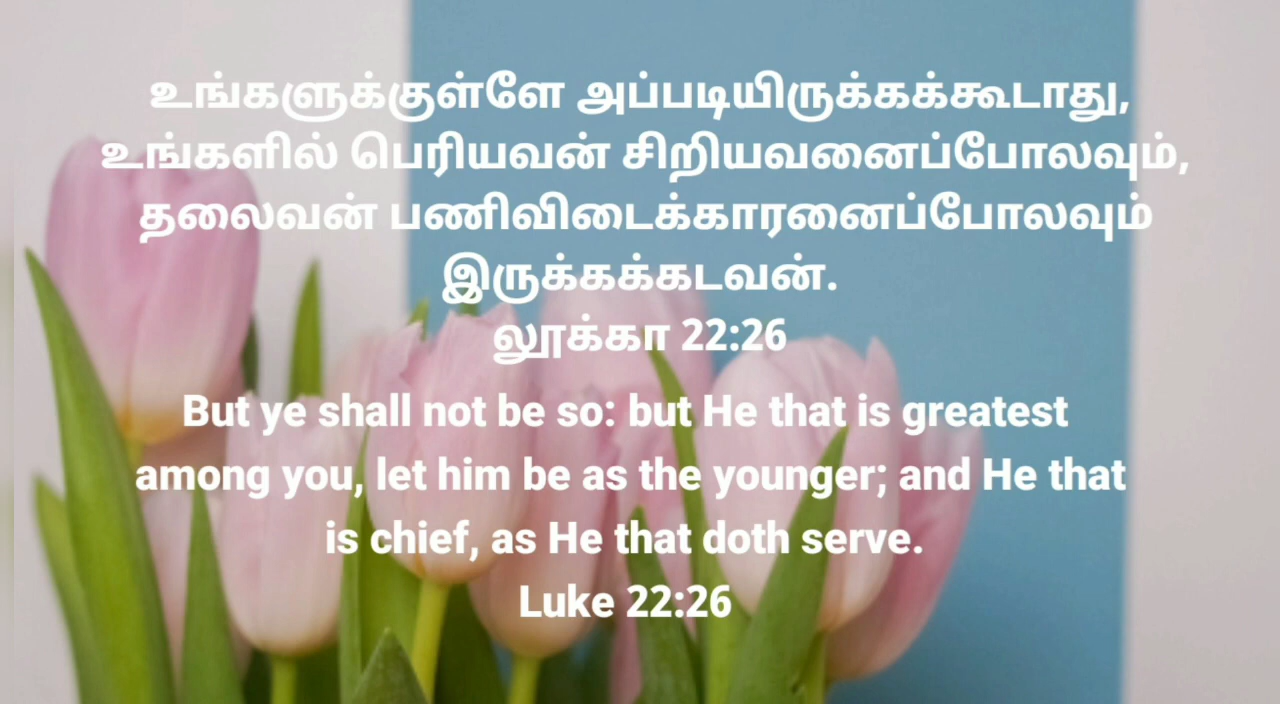 உங்களுக்குள்ளே அப்படியிருக்கக்கூடாது,
உங்களில் பெரியவன் சிறியவனைப்போலவும்,
தலைவன் பணிவிடைக்காரனைப்போலவும்
இருக்கக்கடவன்.
லூக்கா 22:26
But ye shall not be so: but He that is greatest
among you, let him be as the younger; and He that
is chief, as He that doth serve.
Luke 22:26